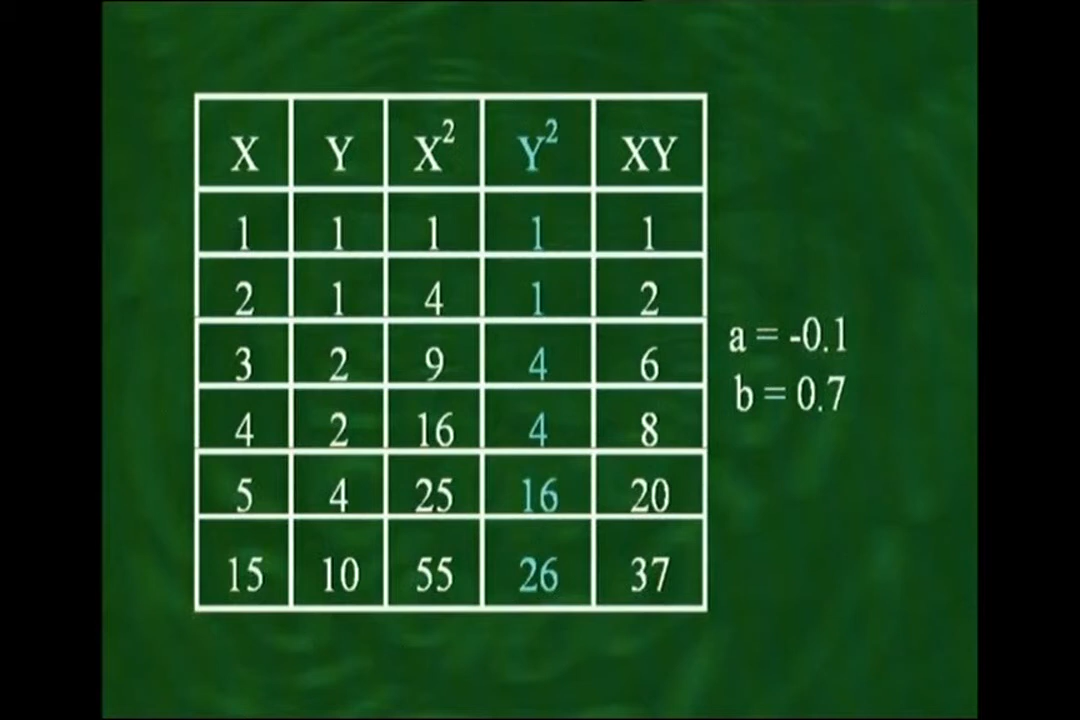 X Y X² Y² XY
1 1 1 1 1
2 1 4 1 2
3 2 9 4 6
4 2 16 4 8
5 4 25 16 20
15 10 55 26 37
a = -0.1
b = 0.7